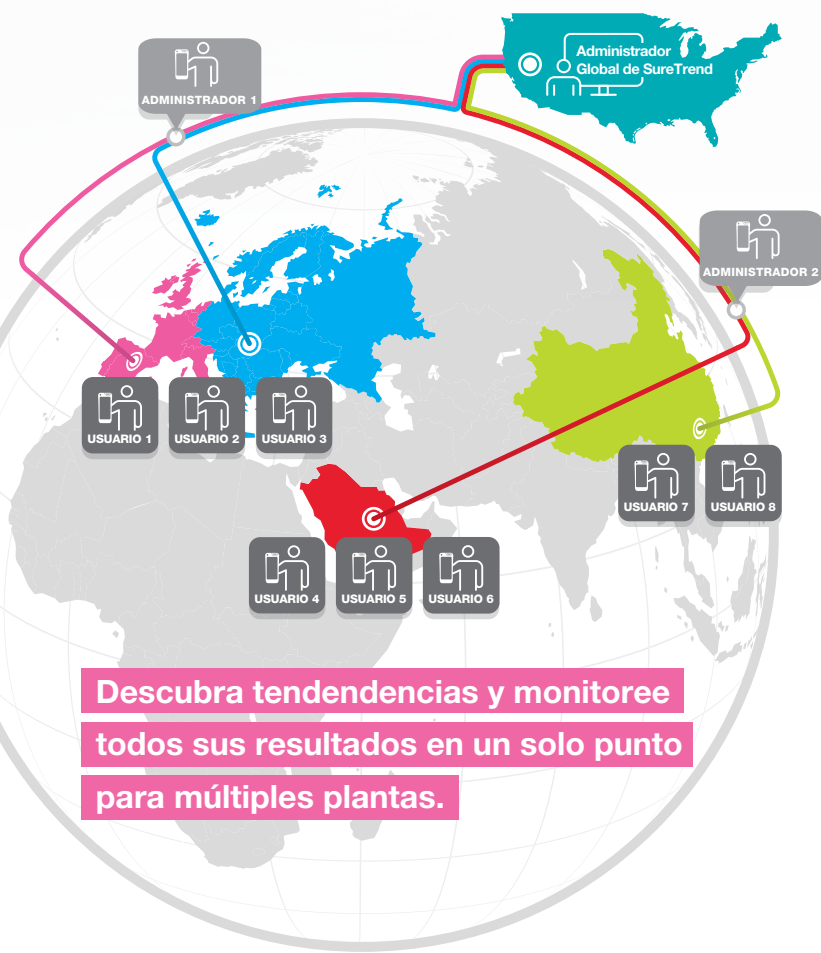 Administrador
Global de SureTrend
ADMINISTRADOR 1
ADMINISTRADOR 2
USUARIO 1
USUARIO 2
USUARIO 3
USUARIO 7
USUARIO 8
USUARIO 4
USUARIO 5
USUARIO 6
Descubra tendendencias y monitoree
todos sus resultados en un solo punto
para múltiples plantas.